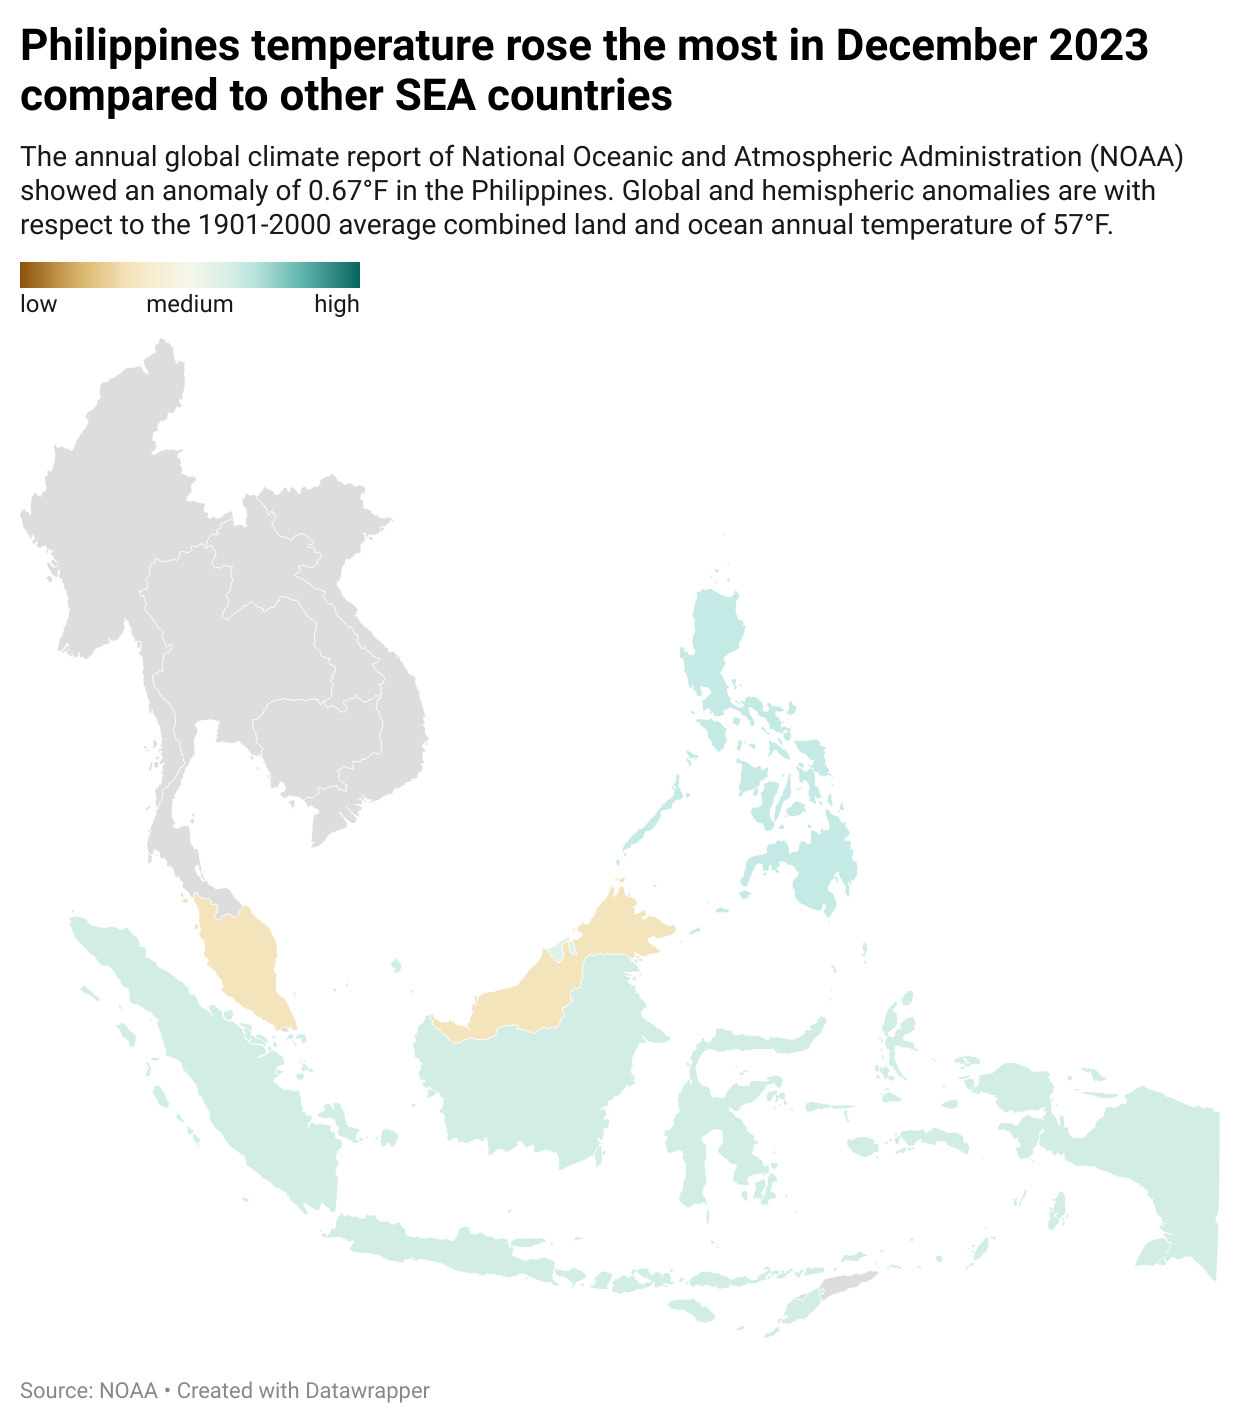 Philippines temperature rose the most in December 2023
compared to other SEA countries
The annual global climate report of National Oceanic and Atmospheric Administration (NOAA)
showed an anomaly of 0.67°F in the Philippines. Global and hemispheric anomalies are with
respect to the 1901-2000 average combined land and ocean annual temperature of 57°F.
low medium high
Source: NOAA • Created with Datawrapper